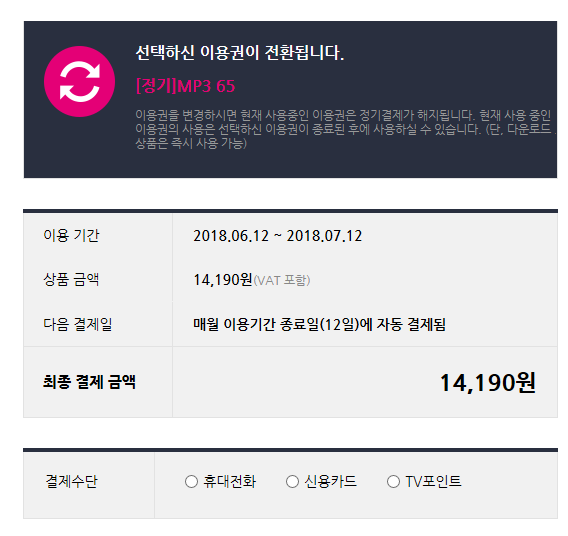 선택하신 이용권이 전환됩니다.
[정기]MP3 65
이용권을 변경하시면 현재 사용중인 이용권은 정기결제가 해지됩니다. 현재 사용 중인
이용권의 사용은 선택하신 이용권이 종료된 후에 사용하실 수 있습니다. (단, 다운로드
상품은 즉시 사용 가능)
이용 기간 2018.06.12 ~ 2018.07.12
상품 금액 14,190원(VAT 포함)
다음 결제일 매월 이용기간 종료일(12일)에 자동 결제됨
최종 결제 금액 14,190원
결제수단 휴대전화 신용카드 TV포인트